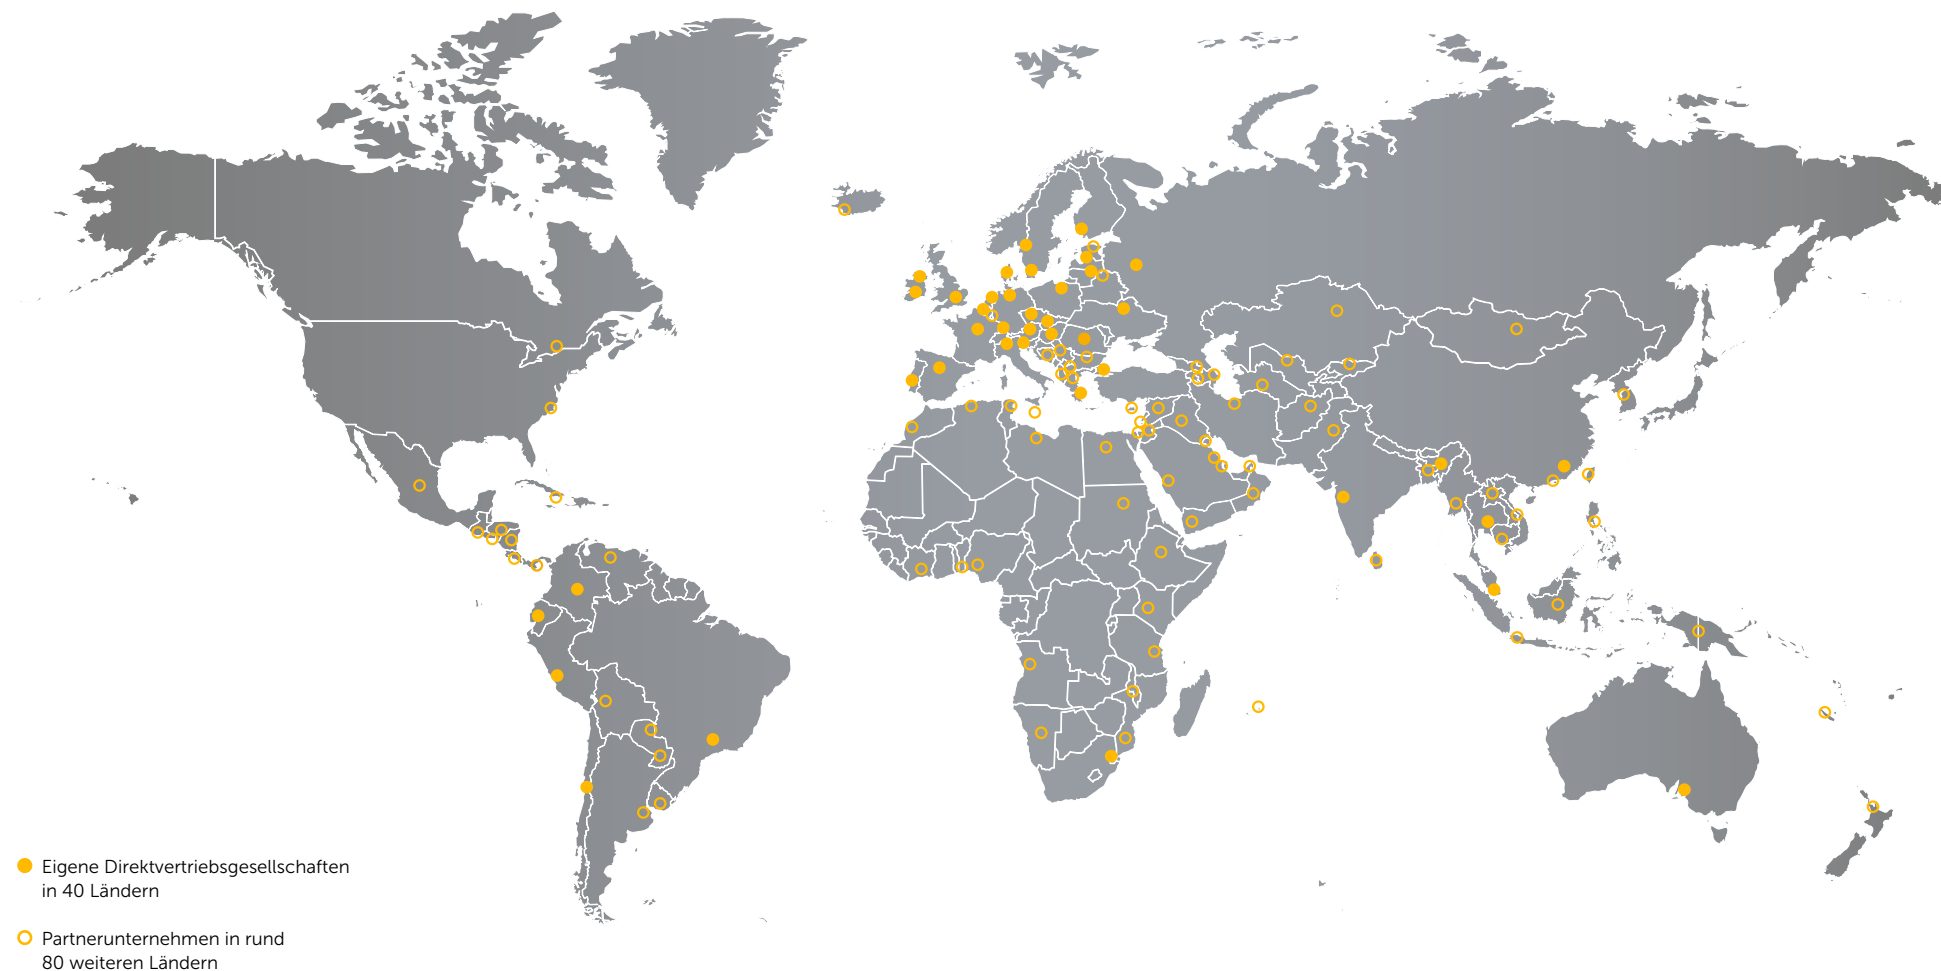 Eigene Direktvertriebsgesellschaften
in 40 Ländern
Partnerunternehmen in rund
80 weiteren Ländern